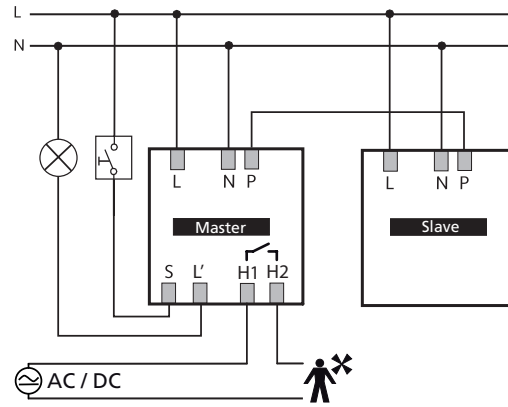 L
N
L N P
L N P
Master
Slave
S L’ H1 H2
AC / DC